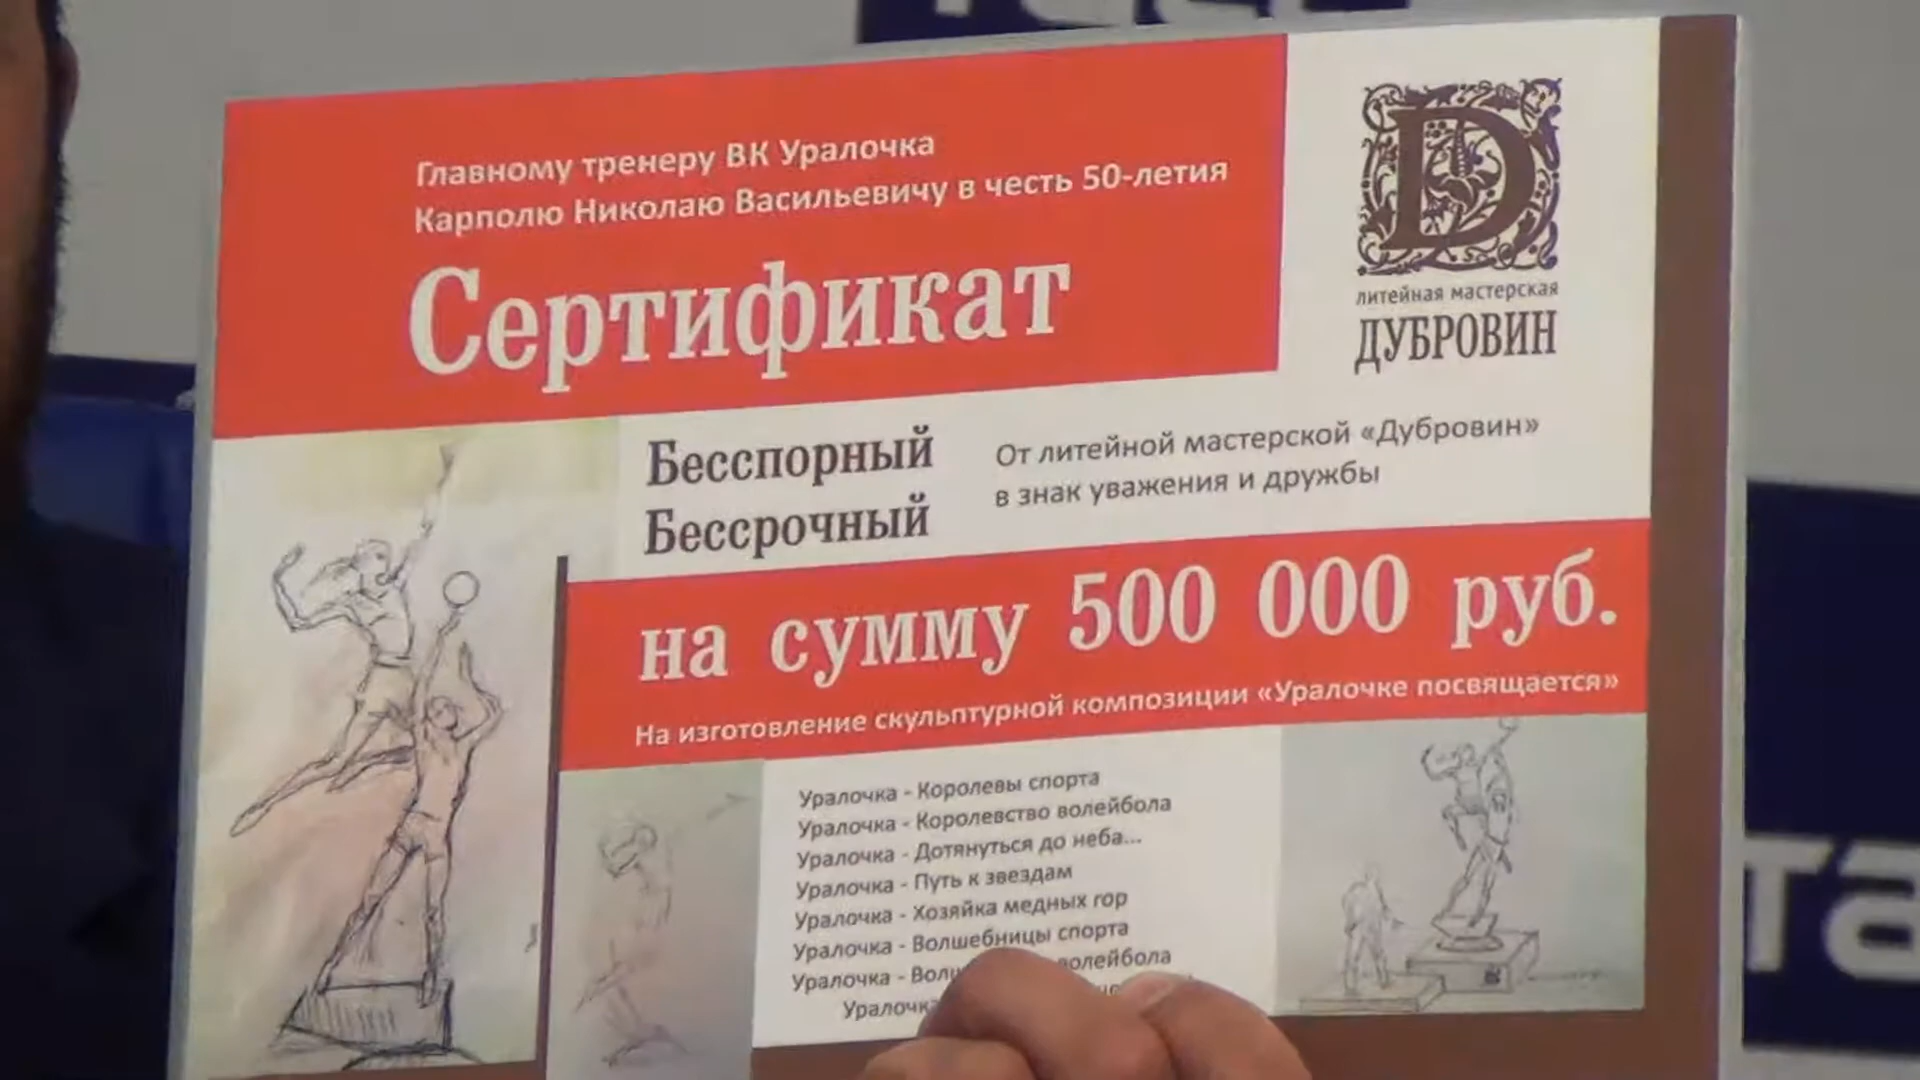 Главному тренеру ВК Уралочка
Карполю Николаю Васильевичу в честь 50-летия
Сертификат
D
литейная мастерская
ДУБРОВИН
Бесспорный
Бессрочный
От литейной мастерской «Дубровин»
в знак уважения и дружбы
на сумму 500 000 руб.
На изготовление скульптурной композиции «Уралочке посвящается»
Уралочка - Королевы спорта
Уралочка - Королевство волейбола
Уралочка - Дотянуться до неба...
Уралочка - Путь к звездам
Уралочка - Хозяйка медных гор
Уралочка - Волшебницы спорта
Уралочка - волейбола
Уралочка